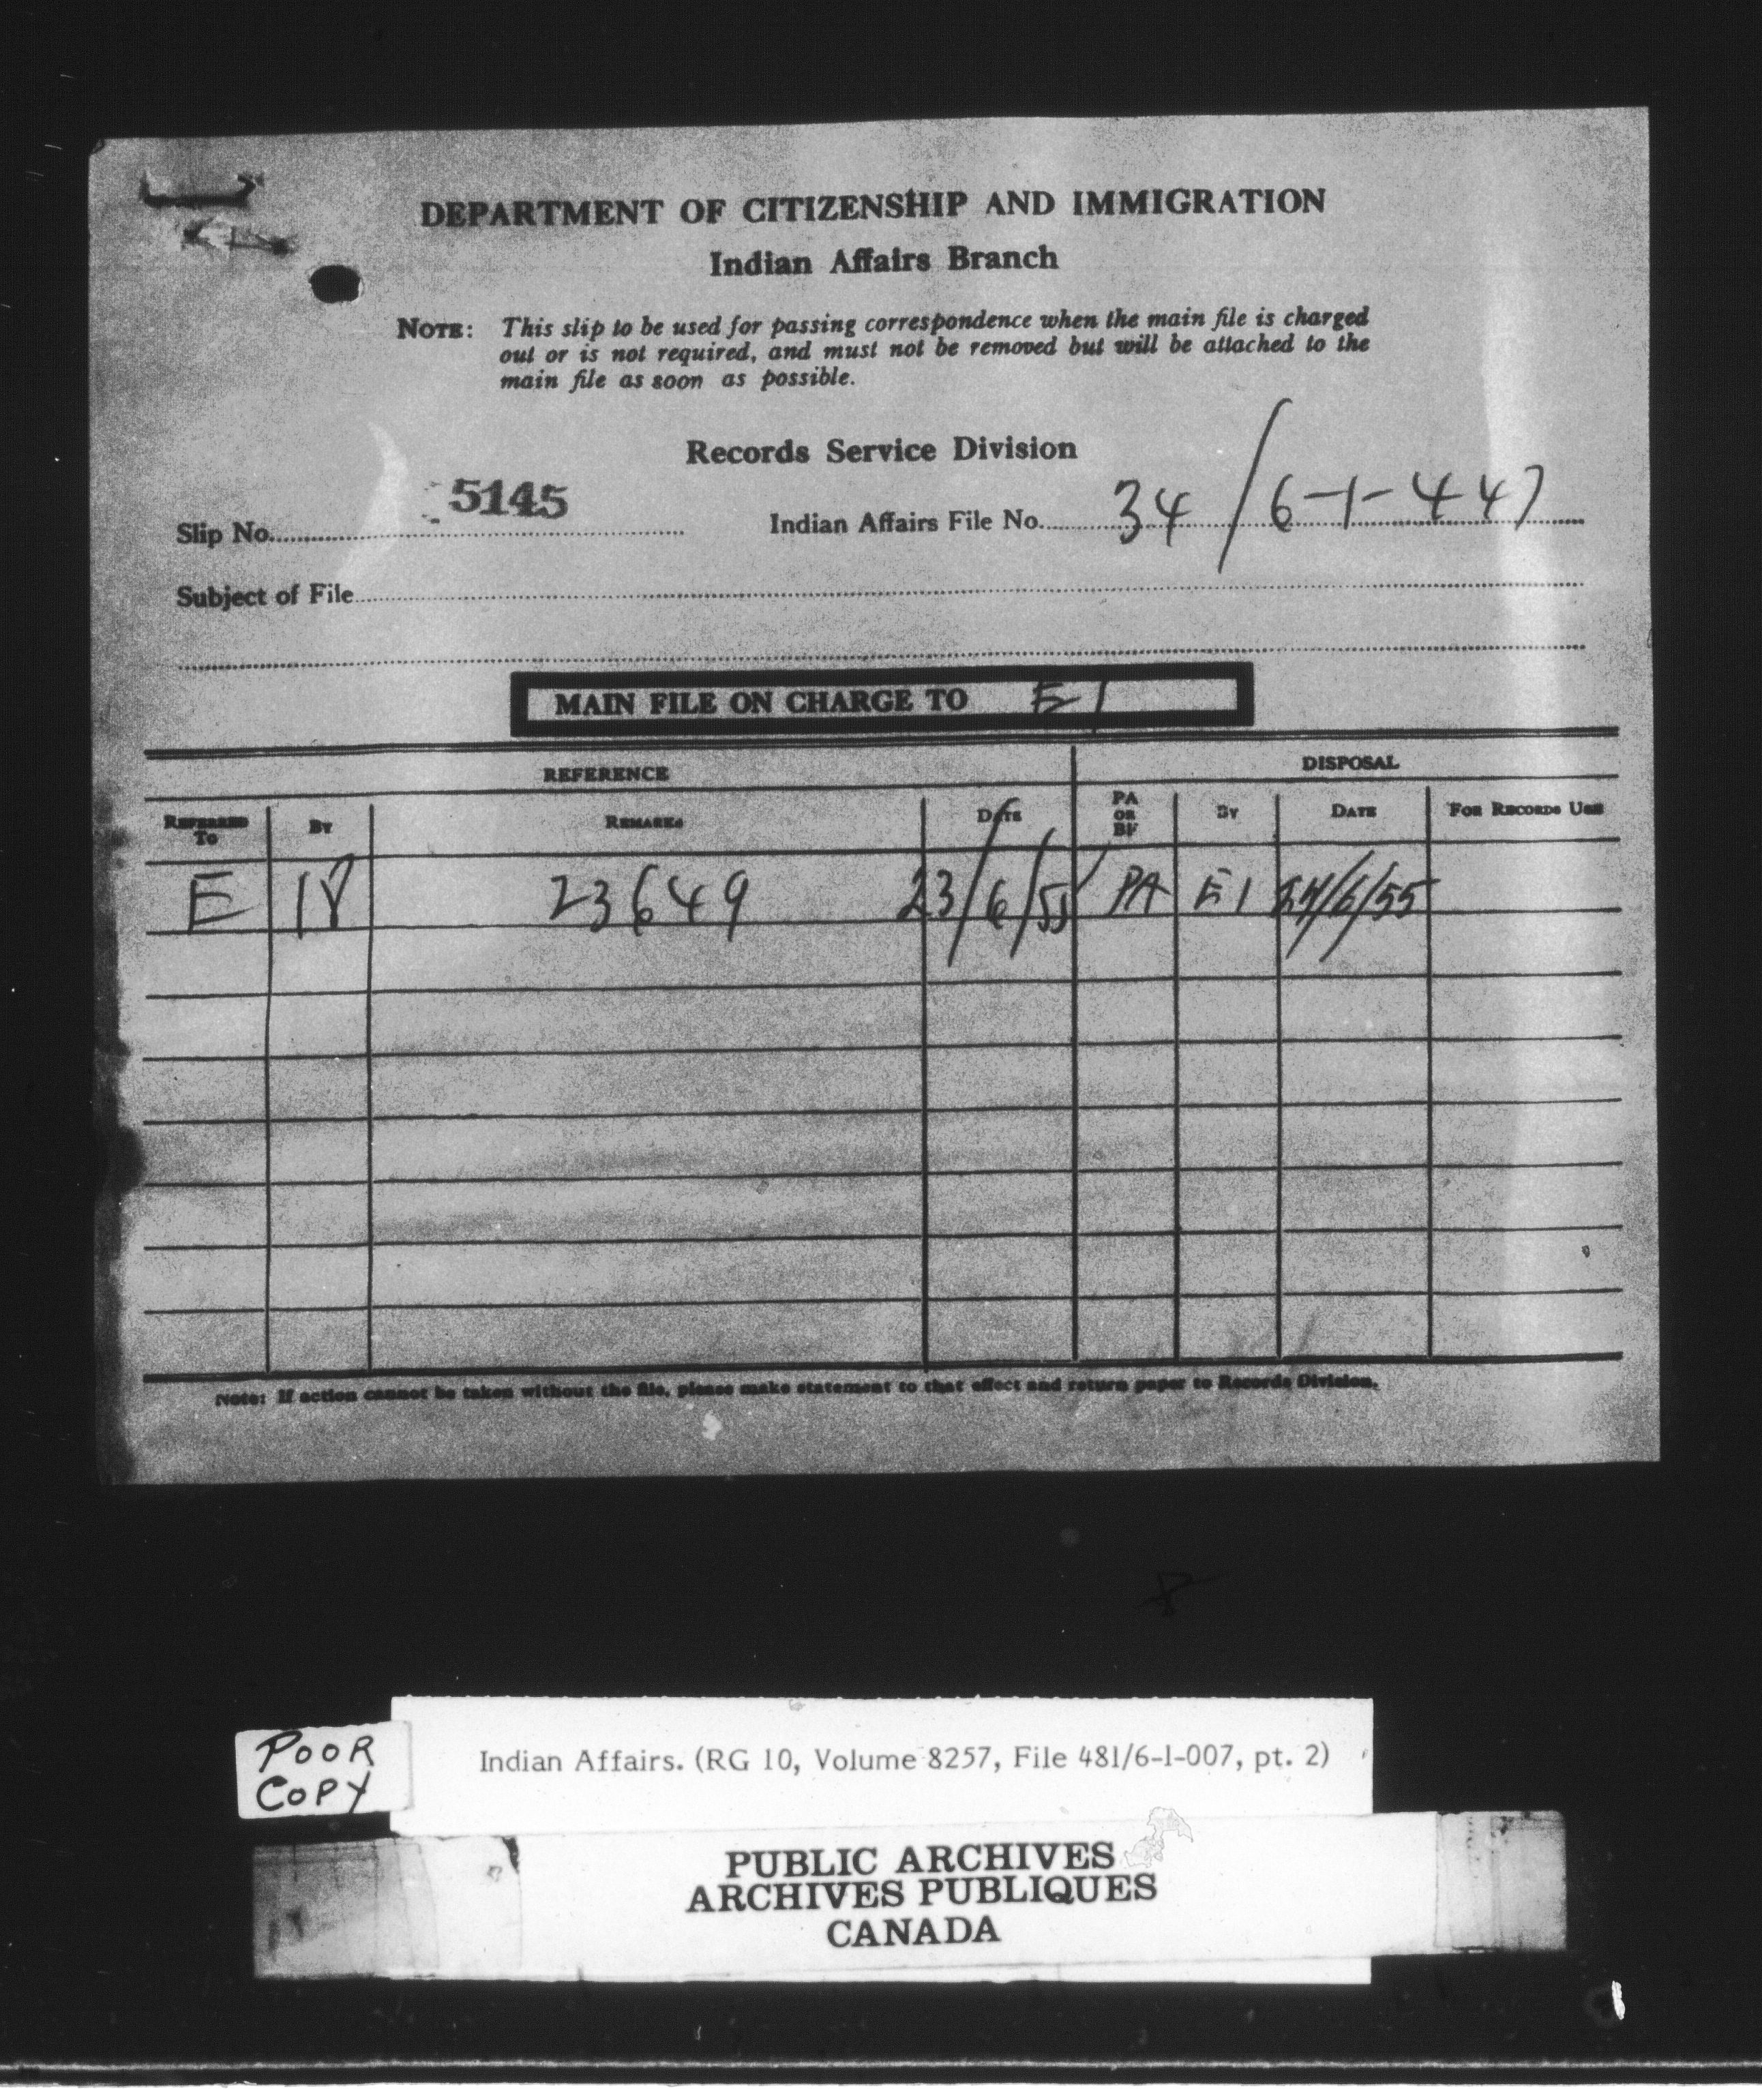 DEPARTMENT OF CITIZENSHIP AND IMMIGRATION
Indian Affairs Branch
NOTE: This slip to be used for passing correspondence when the main file is charged
out or is not required, and must not be removed but will be attached to the
main file as soon as possible.
Records Service Division
Slip No. 5145 Indian Affairs File No. 34/6-1-447
Subject of File
MAIN FILE ON CHARGE TO E1
REFERENCE DISPOSAL
REFERRED TO BY REMARKS DATE PA OR BF BY DATE FOR RECORDS USE
E 18 23649 23/6/55 PA E1 24/6/55
Note: If action cannot be taken without the file, please make statement to that effect and return paper to Records Division.
POOR
COPY
Indian Affairs. (RG 10, Volume 8257, File 481/6-1-007, pt. 2)
PUBLIC ARCHIVES
ARCHIVES PUBLIQUES
CANADA